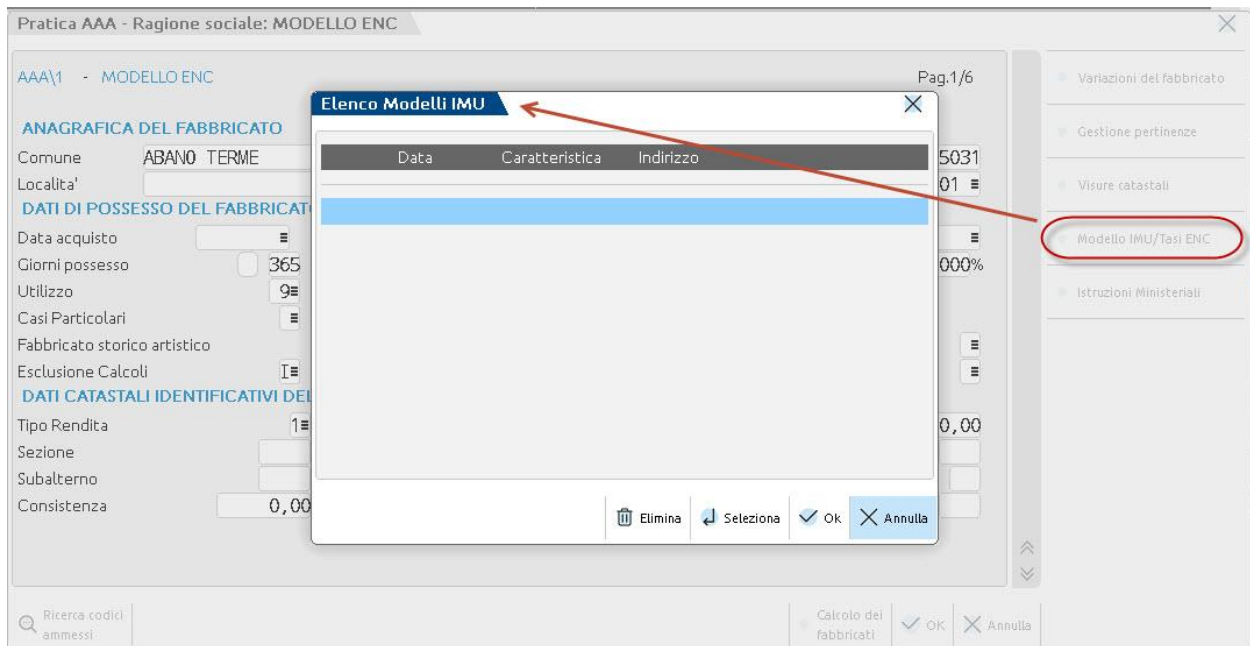 Pratica AAA - Ragione sociale: MODELLO ENC
AAA\1 - MODELLO ENC
Pag.1/6
ANAGRAFICA DEL FABBRICATO
Comune ABANO TERME
5031
Localita'
01
DATI DI POSSESSO DEL FABBRICAT
Data acquisto
Giorni possesso 365
000%
Utilizzo 9
Casi Particolari
Fabbricato storico artistico
Esclusione Calcoli I
DATI CATASTALI IDENTIFICATIVI DEL
Tipo Rendita 1
0,00
Sezione
Subalterno
Consistenza 0,00
Elenco Modelli IMU
Data Caratteristica Indirizzo
Elimina Seleziona Ok Annulla
Variazioni del fabbricato
Gestione pertinenze
Visure catastali
Modello IMU/Tasi ENC
Istruzioni Ministeriali
Ricerca codici
ammessi
Calcolo dei
fabbricati
OK Annulla